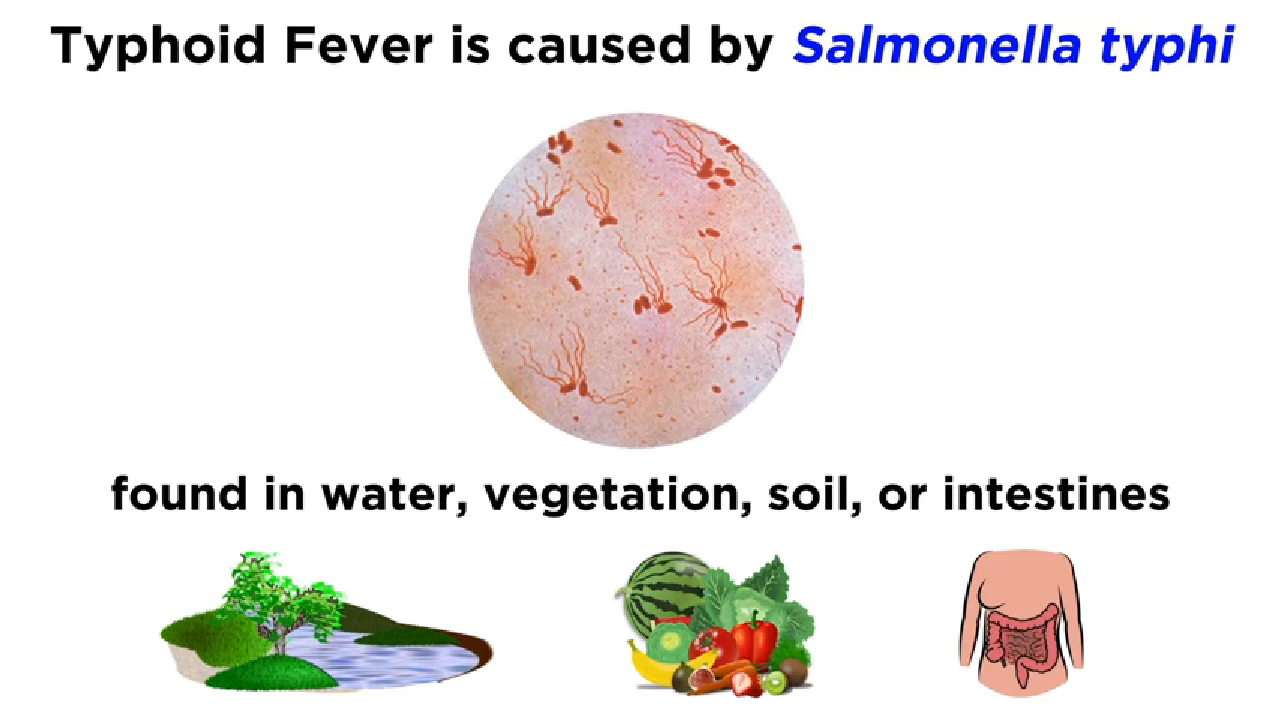 Typhoid Fever is caused by Salmonella typhi
found in water, vegetation, soil, or intestines